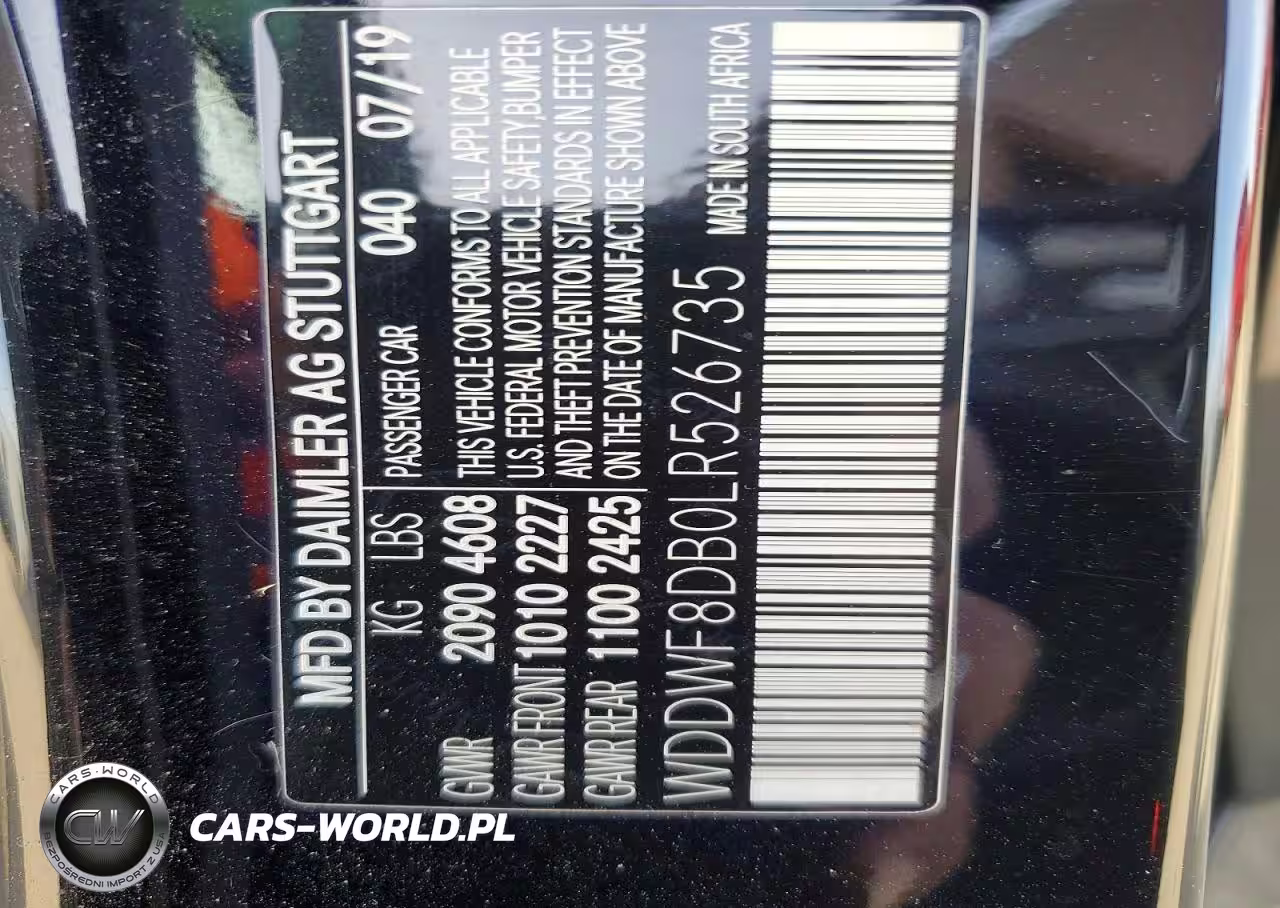 MFD BY DAIMLER AG STUTTGART
KG LBS PASSENGER CAR 040 07/19
GVWR 2090 4608 THIS VEHICLE CONFORMS TO ALL APPLICABLE
GAWR FRONT 1010 2227 U.S. FEDERAL MOTOR VEHICLE SAFETY,BUMPER
AND THEFT PREVENTION STANDARDS IN EFFECT
GAWR REAR 1100 2425 ON THE DATE OF MANUFACTURE SHOWN ABOVE
WDDWF8DB0LR526735 MADE IN SOUTH AFRICA
CARS-WORLD
CW
BEZPOŚREDNI IMPORT Z USA
CARS-WORLD.PL